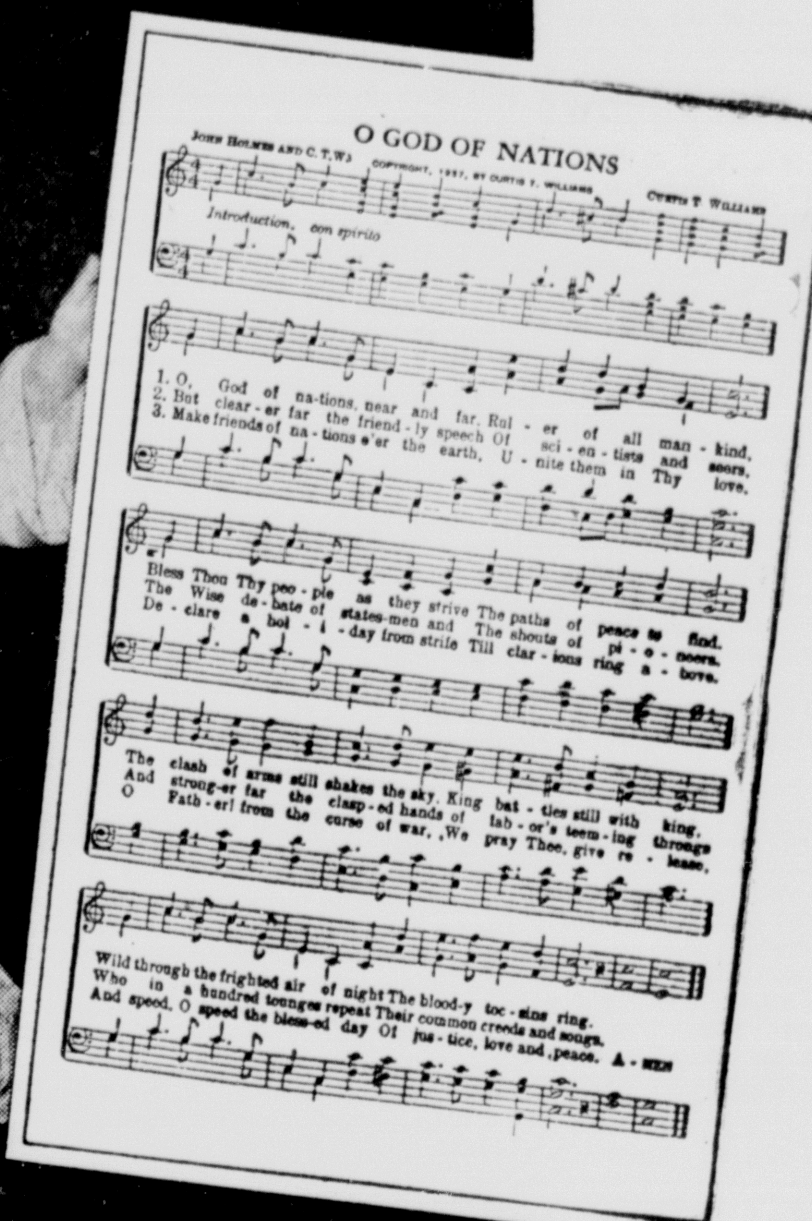 O GOD OF NATIONS
JOHN HOLMES AND C. T. W.
COPYRIGHT, 1957, BY CURTIS T. WILLIAMS
CURTIS T WILLIAMS
Introduction, con spirito
1. O, God of na-tions, near and far, Rul - er of all man - kind,
2. But clear - er far the friend - ly speech Of sci - en - tists and seers,
3. Make friends of na - tions o'er the earth, U - nite them in Thy love,
Bless Thou Thy peo - ple as they strive The paths of peace to find.
The Wise de - bate of states-men and The shouts of pi - o - neers.
De - clare a hol - i - day from strife Till clar - ions ring a - bove.
The clash of arms still shakes the sky, King bat - tles still with king,
And strong-er far the clasp - ed hands of lab - or's teem - ing throngs
O Fath - er! from the curse of war, We pray Thee, give re - lease,
Wild through the frighted air of night The blood-y toc - sins ring.
Who in a hundred tounges repeat Their common creeds and songs.
And speed, O speed the bless-ed day Of jus - tice, love and peace. A - MEN